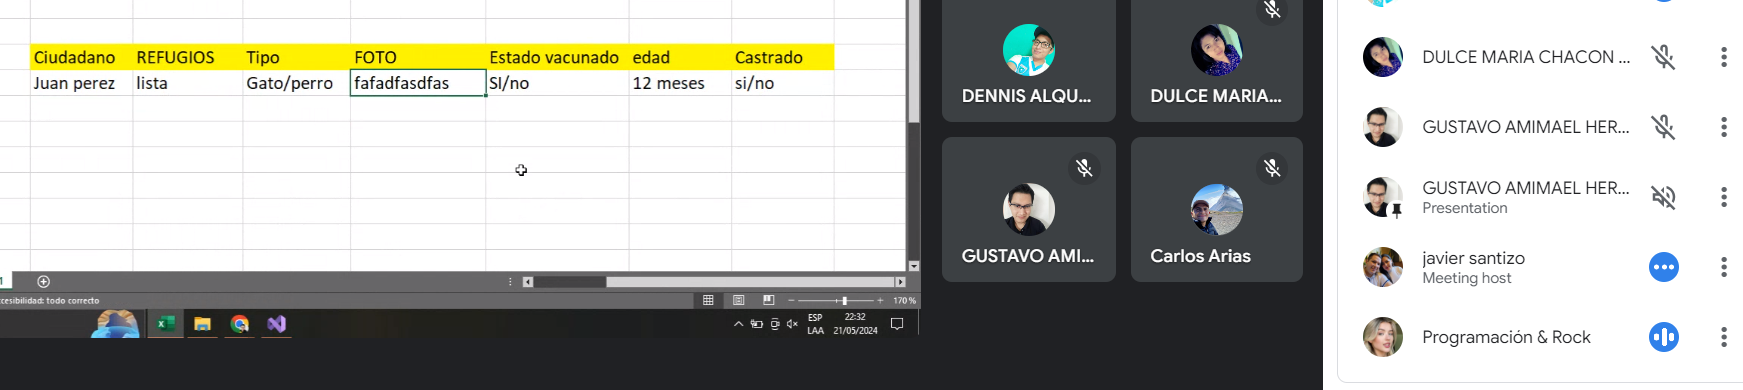 Ciudadano REFUGIOS Tipo FOTO Estado vacunado edad Castrado
Juan perez lista Gato/perro fafadfasdfas SI/no 12 meses si/no
cesibilidad: todo correcto
170 %
ESP
LAA
22:32
21/05/2024
DENNIS ALQU...
DULCE MARIA...
GUSTAVO AMI...
Carlos Arias
DULCE MARIA CHACON ...
GUSTAVO AMIMAEL HER...
GUSTAVO AMIMAEL HER...
Presentation
javier santizo
Meeting host
Programación & Rock